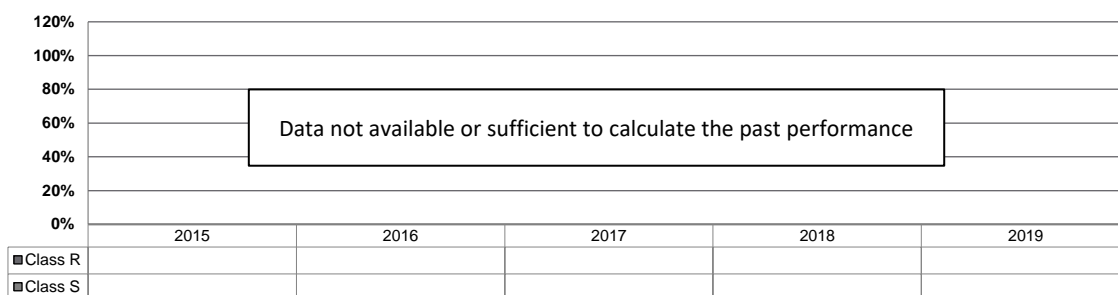 120%
100%
80%
60%
40%
20%
0%
Data not available or sufficient to calculate the past performance
2015 2016 2017 2018 2019
Class R
Class S